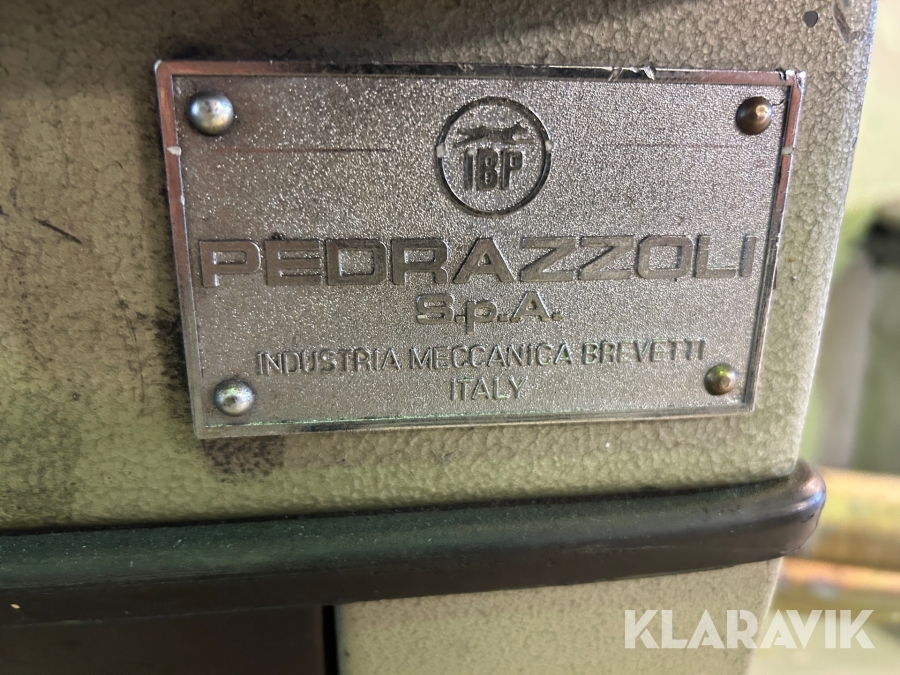 IBP
PEDRAZZOLI
S.p.A.
INDUSTRIA MECCANICA BREVETTI
ITALY
KLARAVIK